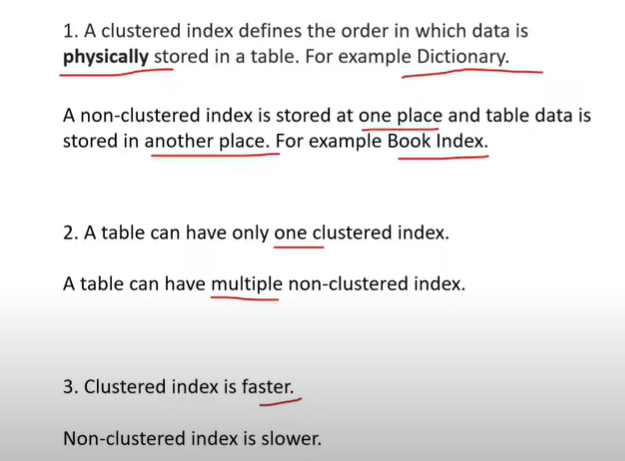 1. A clustered index defines the order in which data is
physically stored in a table. For example Dictionary.
A non-clustered index is stored at one place and table data is
stored in another place. For example Book Index.
2. A table can have only one clustered index.
A table can have multiple non-clustered index.
3. Clustered index is faster.
Non-clustered index is slower.